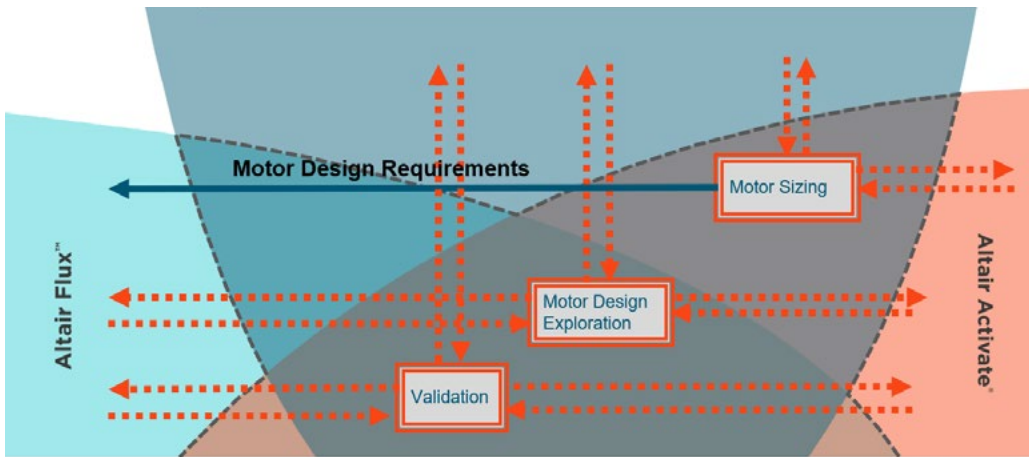 Motor Design Requirements
Motor Sizing
Altair Flux™
Altair Activate®
Motor Design
Exploration
Validation